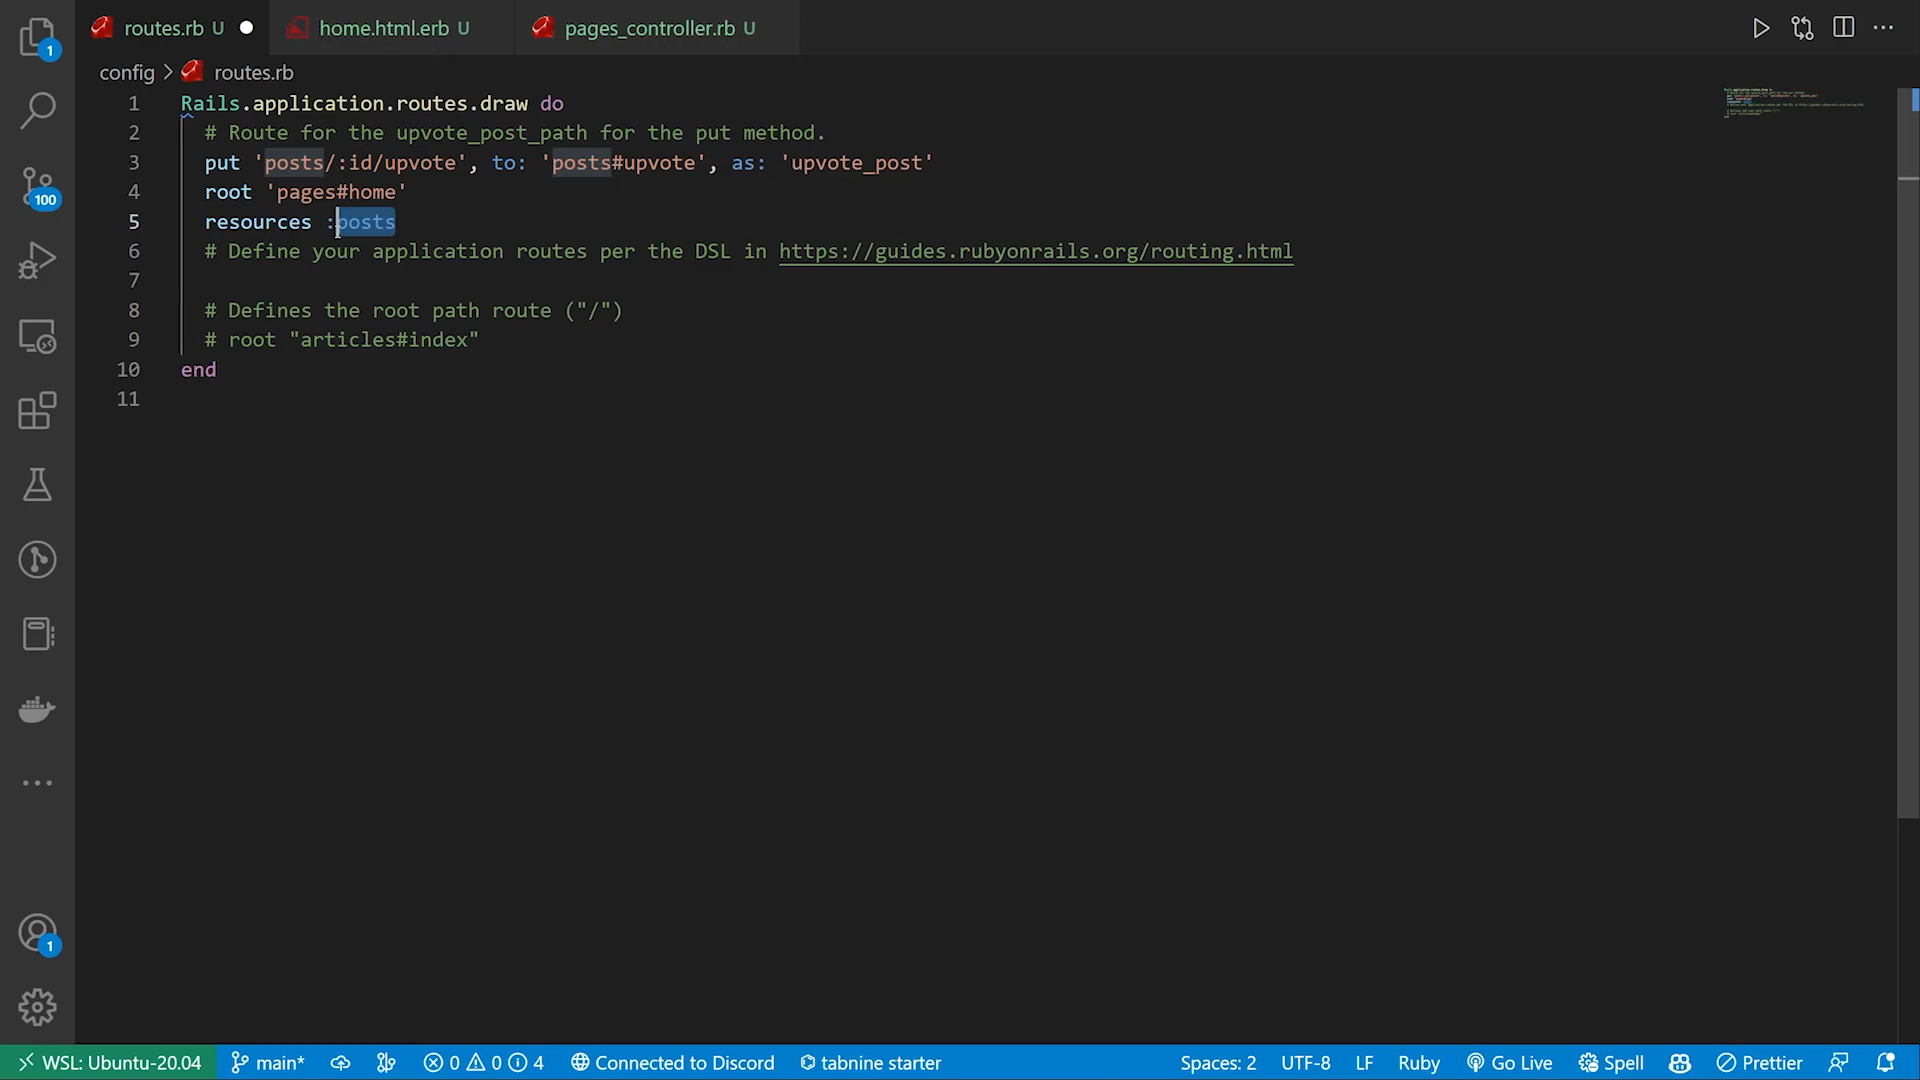 routes.rb U
home.html.erb U
pages_controller.rb U
config > routes.rb
1 Rails.application.routes.draw do
2 # Route for the upvote_post_path for the put method.
3 put 'posts/:id/upvote', to: 'posts#upvote', as: 'upvote_post'
4 root 'pages#home'
5 resources :posts
6 # Define your application routes per the DSL in https://guides.rubyonrails.org/routing.html
7
8 # Defines the root path route ("/")
9 # root "articles#index"
10 end
11
1
100
1
WSL: Ubuntu-20.04 main* 0 0 4 Connected to Discord tabnine starter Spaces: 2 UTF-8 LF Ruby Go Live Spell Prettier